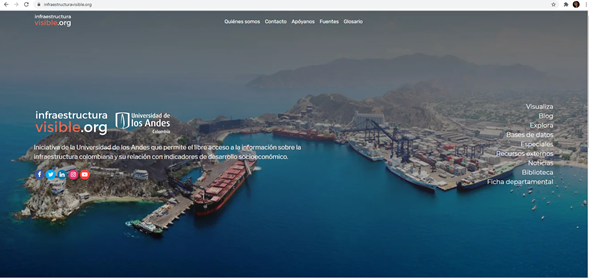 infraestructuravisible.org
infraestructura
visible.org
Quiénes somos Contacto Apóyanos Fuentes Glosario
infraestructura
visible.org
Universidad de
los Andes
Colombia
Iniciativa de la Universidad de los Andes que permite el libre acceso a la información sobre la
infraestructura colombiana y su relación con indicadores de desarrollo socioeconómico.
Visualiza
Blog
Explora
Bases de datos
Especiales
Recursos externos
Noticias
Biblioteca
Ficha departamental